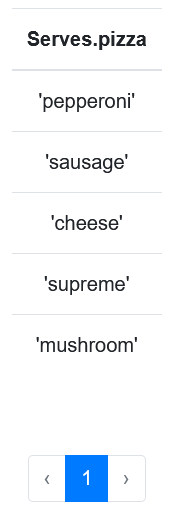 Serves.pizza
'pepperoni'
'sausage'
'cheese'
'supreme'
'mushroom'
‹ 1 ›